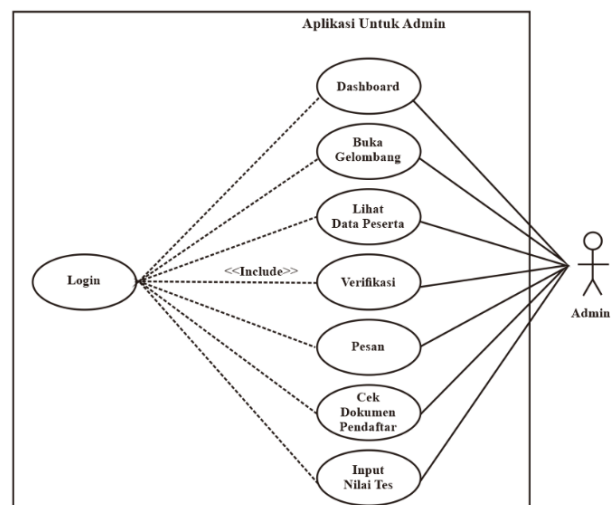 Aplikasi Untuk Admin
Dashboard
Buka
Gelombang
Lihat
Data Peserta
Login
<<Include>>
Verifikasi
Admin
Pesan
Cek
Dokumen
Pendaftar
Input
Nilai Tes